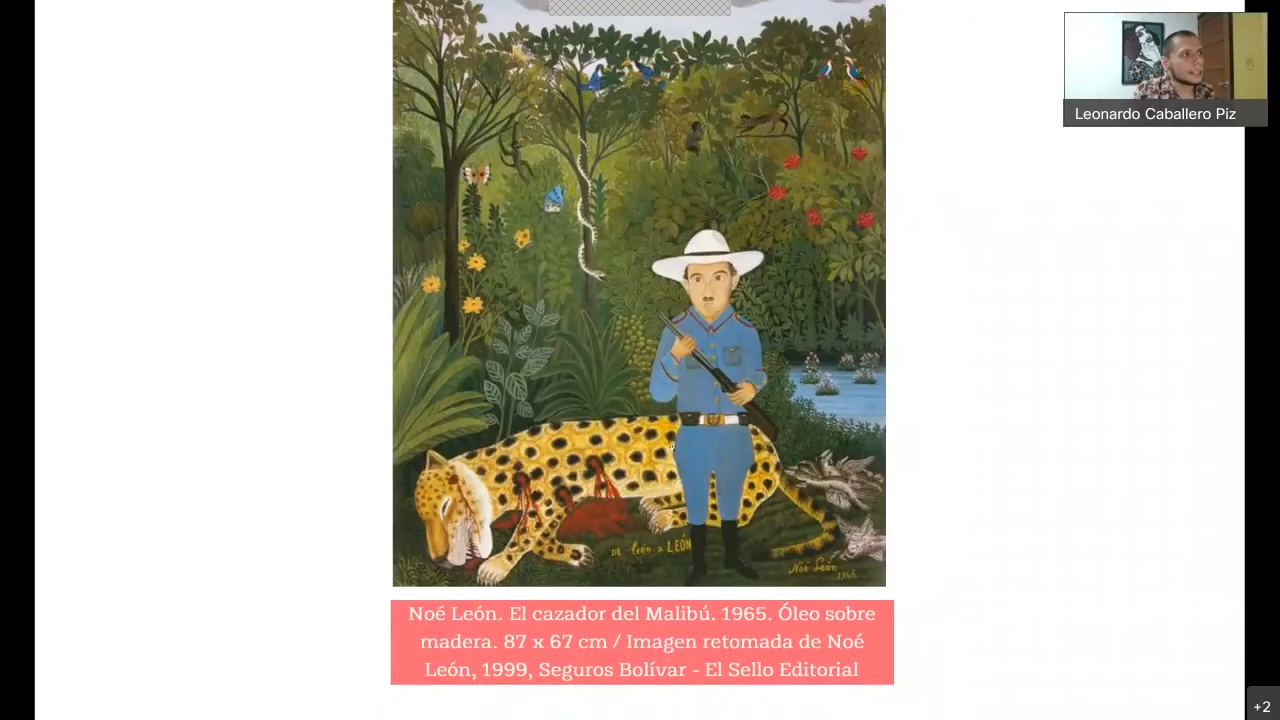 Leonardo Caballero Piz
DE león a LEÓN
Noé León
1965
Noé León. El cazador del Malibú. 1965. Óleo sobre
madera. 87 x 67 cm / Imagen retomada de Noé
León, 1999, Seguros Bolívar - El Sello Editorial
+2